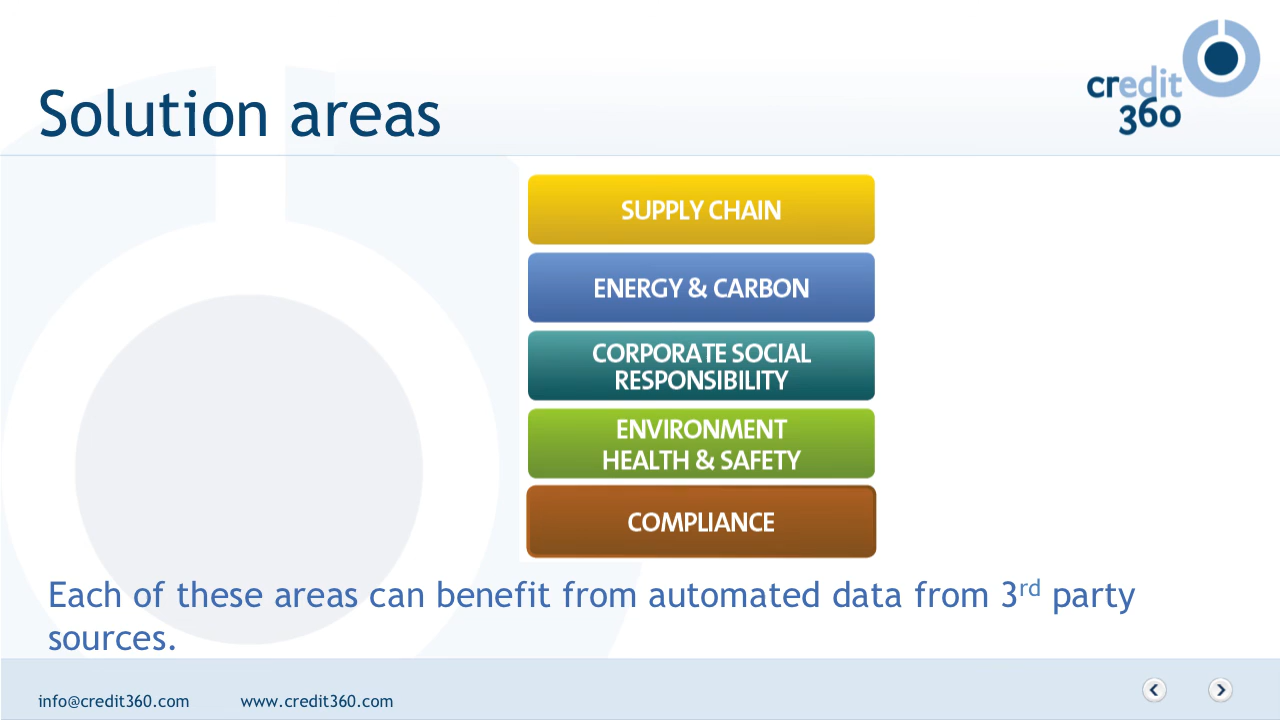 credit
360
Solution areas
SUPPLY CHAIN
ENERGY & CARBON
CORPORATE SOCIAL
RESPONSIBILITY
ENVIRONMENT
HEALTH & SAFETY
COMPLIANCE
Each of these areas can benefit from automated data from 3rd party
sources.
info@credit360.com www.credit360.com